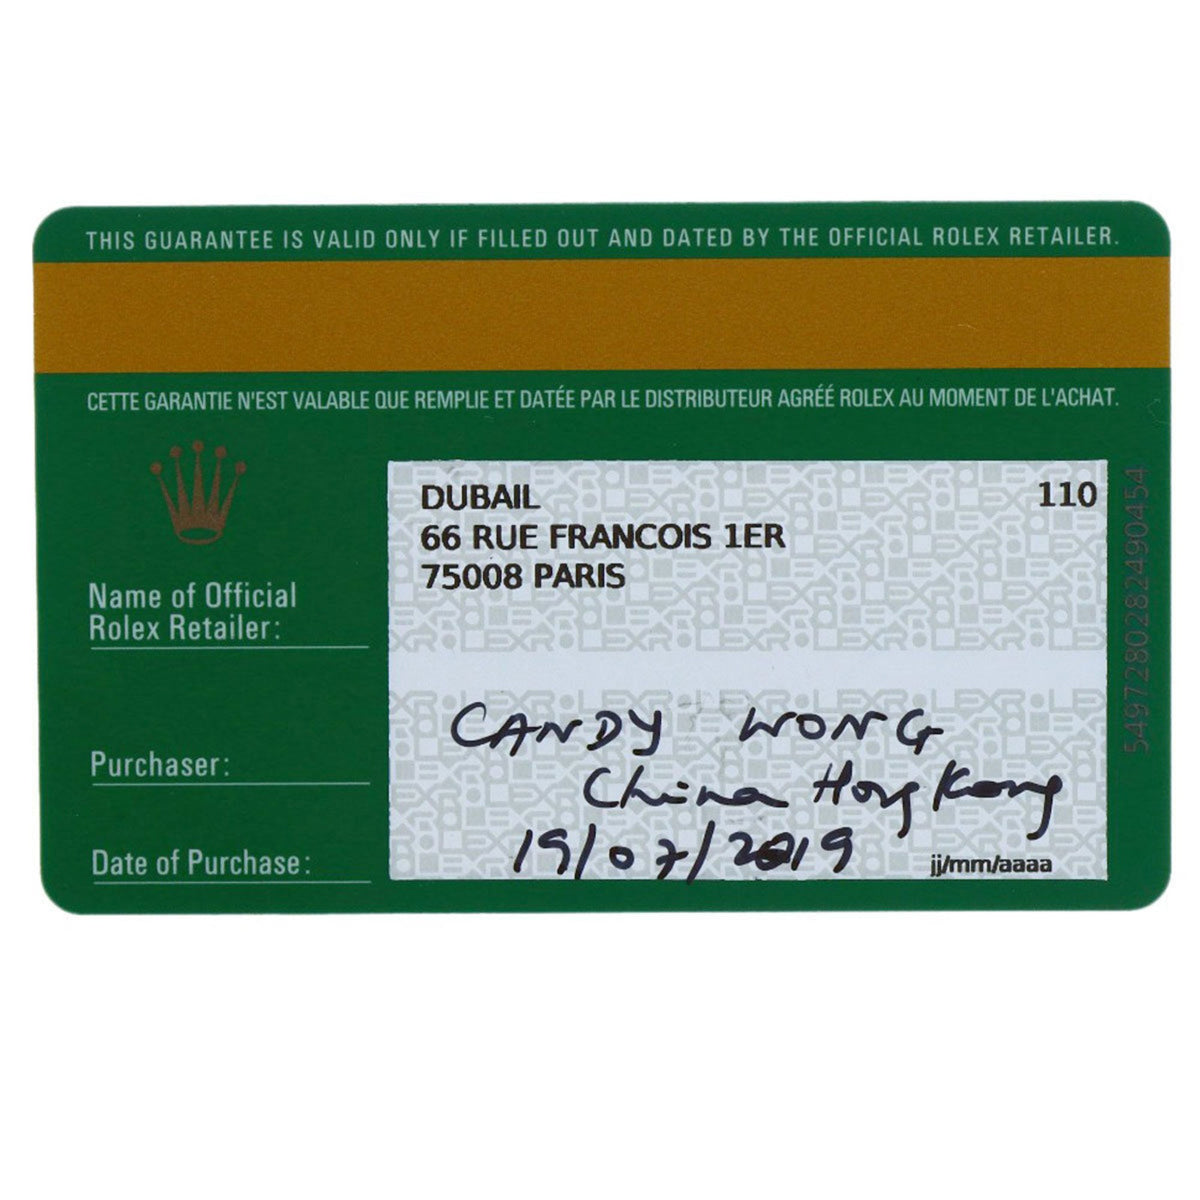 THIS GUARANTEE IS VALID ONLY IF FILLED OUT AND DATED BY THE OFFICIAL ROLEX RETAILER.
CETTE GARANTIE N'EST VALABLE QUE REMPLIE ET DATÉE PAR LE DISTRIBUTEUR AGRÉÉ ROLEX AU MOMENT DE L'ACHAT.
DUBAIL 110
66 RUE FRANCOIS 1ER
75008 PARIS
Name of Official
Rolex Retailer:
Purchaser:
CANDY WONG
China Hong Kong
Date of Purchase:
19/07/2019
jj/mm/aaaa
5497280282490454